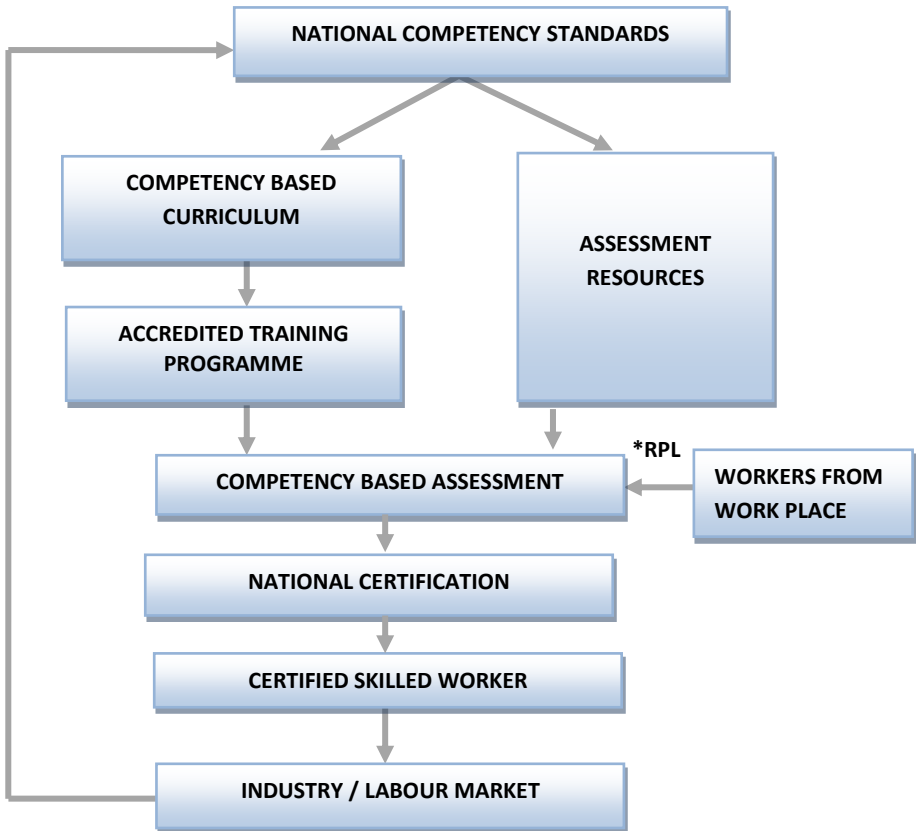 NATIONAL COMPETENCY STANDARDS
COMPETENCY BASED
CURRICULUM
ASSESSMENT
RESOURCES
ACCREDITED TRAINING
PROGRAMME
*RPL
COMPETENCY BASED ASSESSMENT
WORKERS FROM
WORK PLACE
NATIONAL CERTIFICATION
CERTIFIED SKILLED WORKER
INDUSTRY / LABOUR MARKET